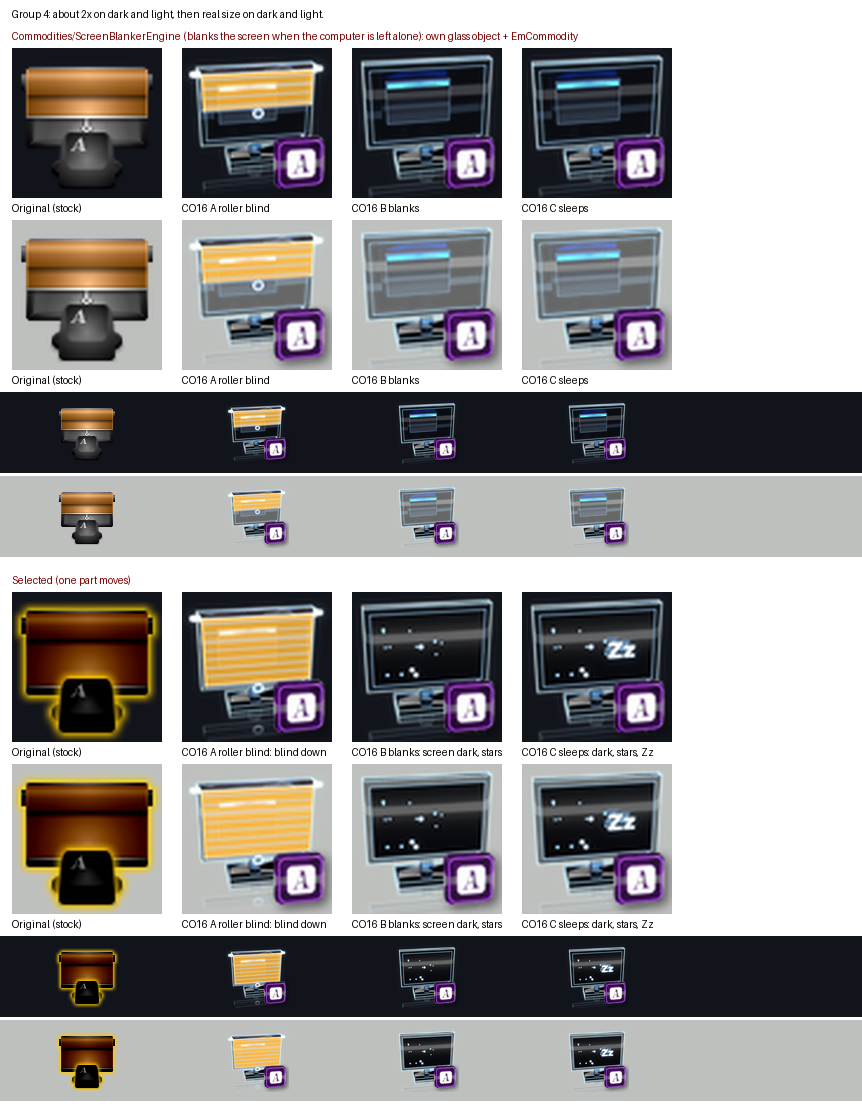 Group 4: about 2x on dark and light, then real size on dark and light.
Commodities/ScreenBlankerEngine (blanks the screen when the computer is left alone): own glass object + EmCommodity
A
A
A
A
Original (stock)
CO16 A roller blind
CO16 B blanks
CO16 C sleeps
A
A
A
A
Original (stock)
CO16 A roller blind
CO16 B blanks
CO16 C sleeps
A
A
A
A
A
A
A
A
Selected (one part moves)
A
A
A
Zz
A
Original (stock)
CO16 A roller blind: blind down
CO16 B blanks: screen dark, stars
CO16 C sleeps: dark, stars, Zz
A
A
A
Zz
A
Original (stock)
CO16 A roller blind: blind down
CO16 B blanks: screen dark, stars
CO16 C sleeps: dark, stars, Zz
A
A
A
Zz
A
A
A
A
Zz
A